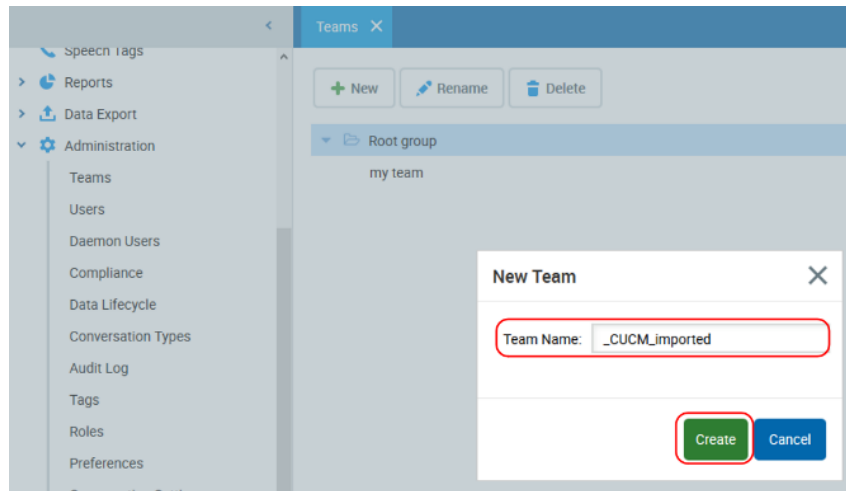 Teams
Speech Tags
Reports
Data Export
Administration
Teams
Users
Daemon Users
Compliance
Data Lifecycle
Conversation Types
Audit Log
Tags
Roles
Preferences
New Rename Delete
Root group
my team
New Team
Team Name: _CUCM_imported
Create Cancel